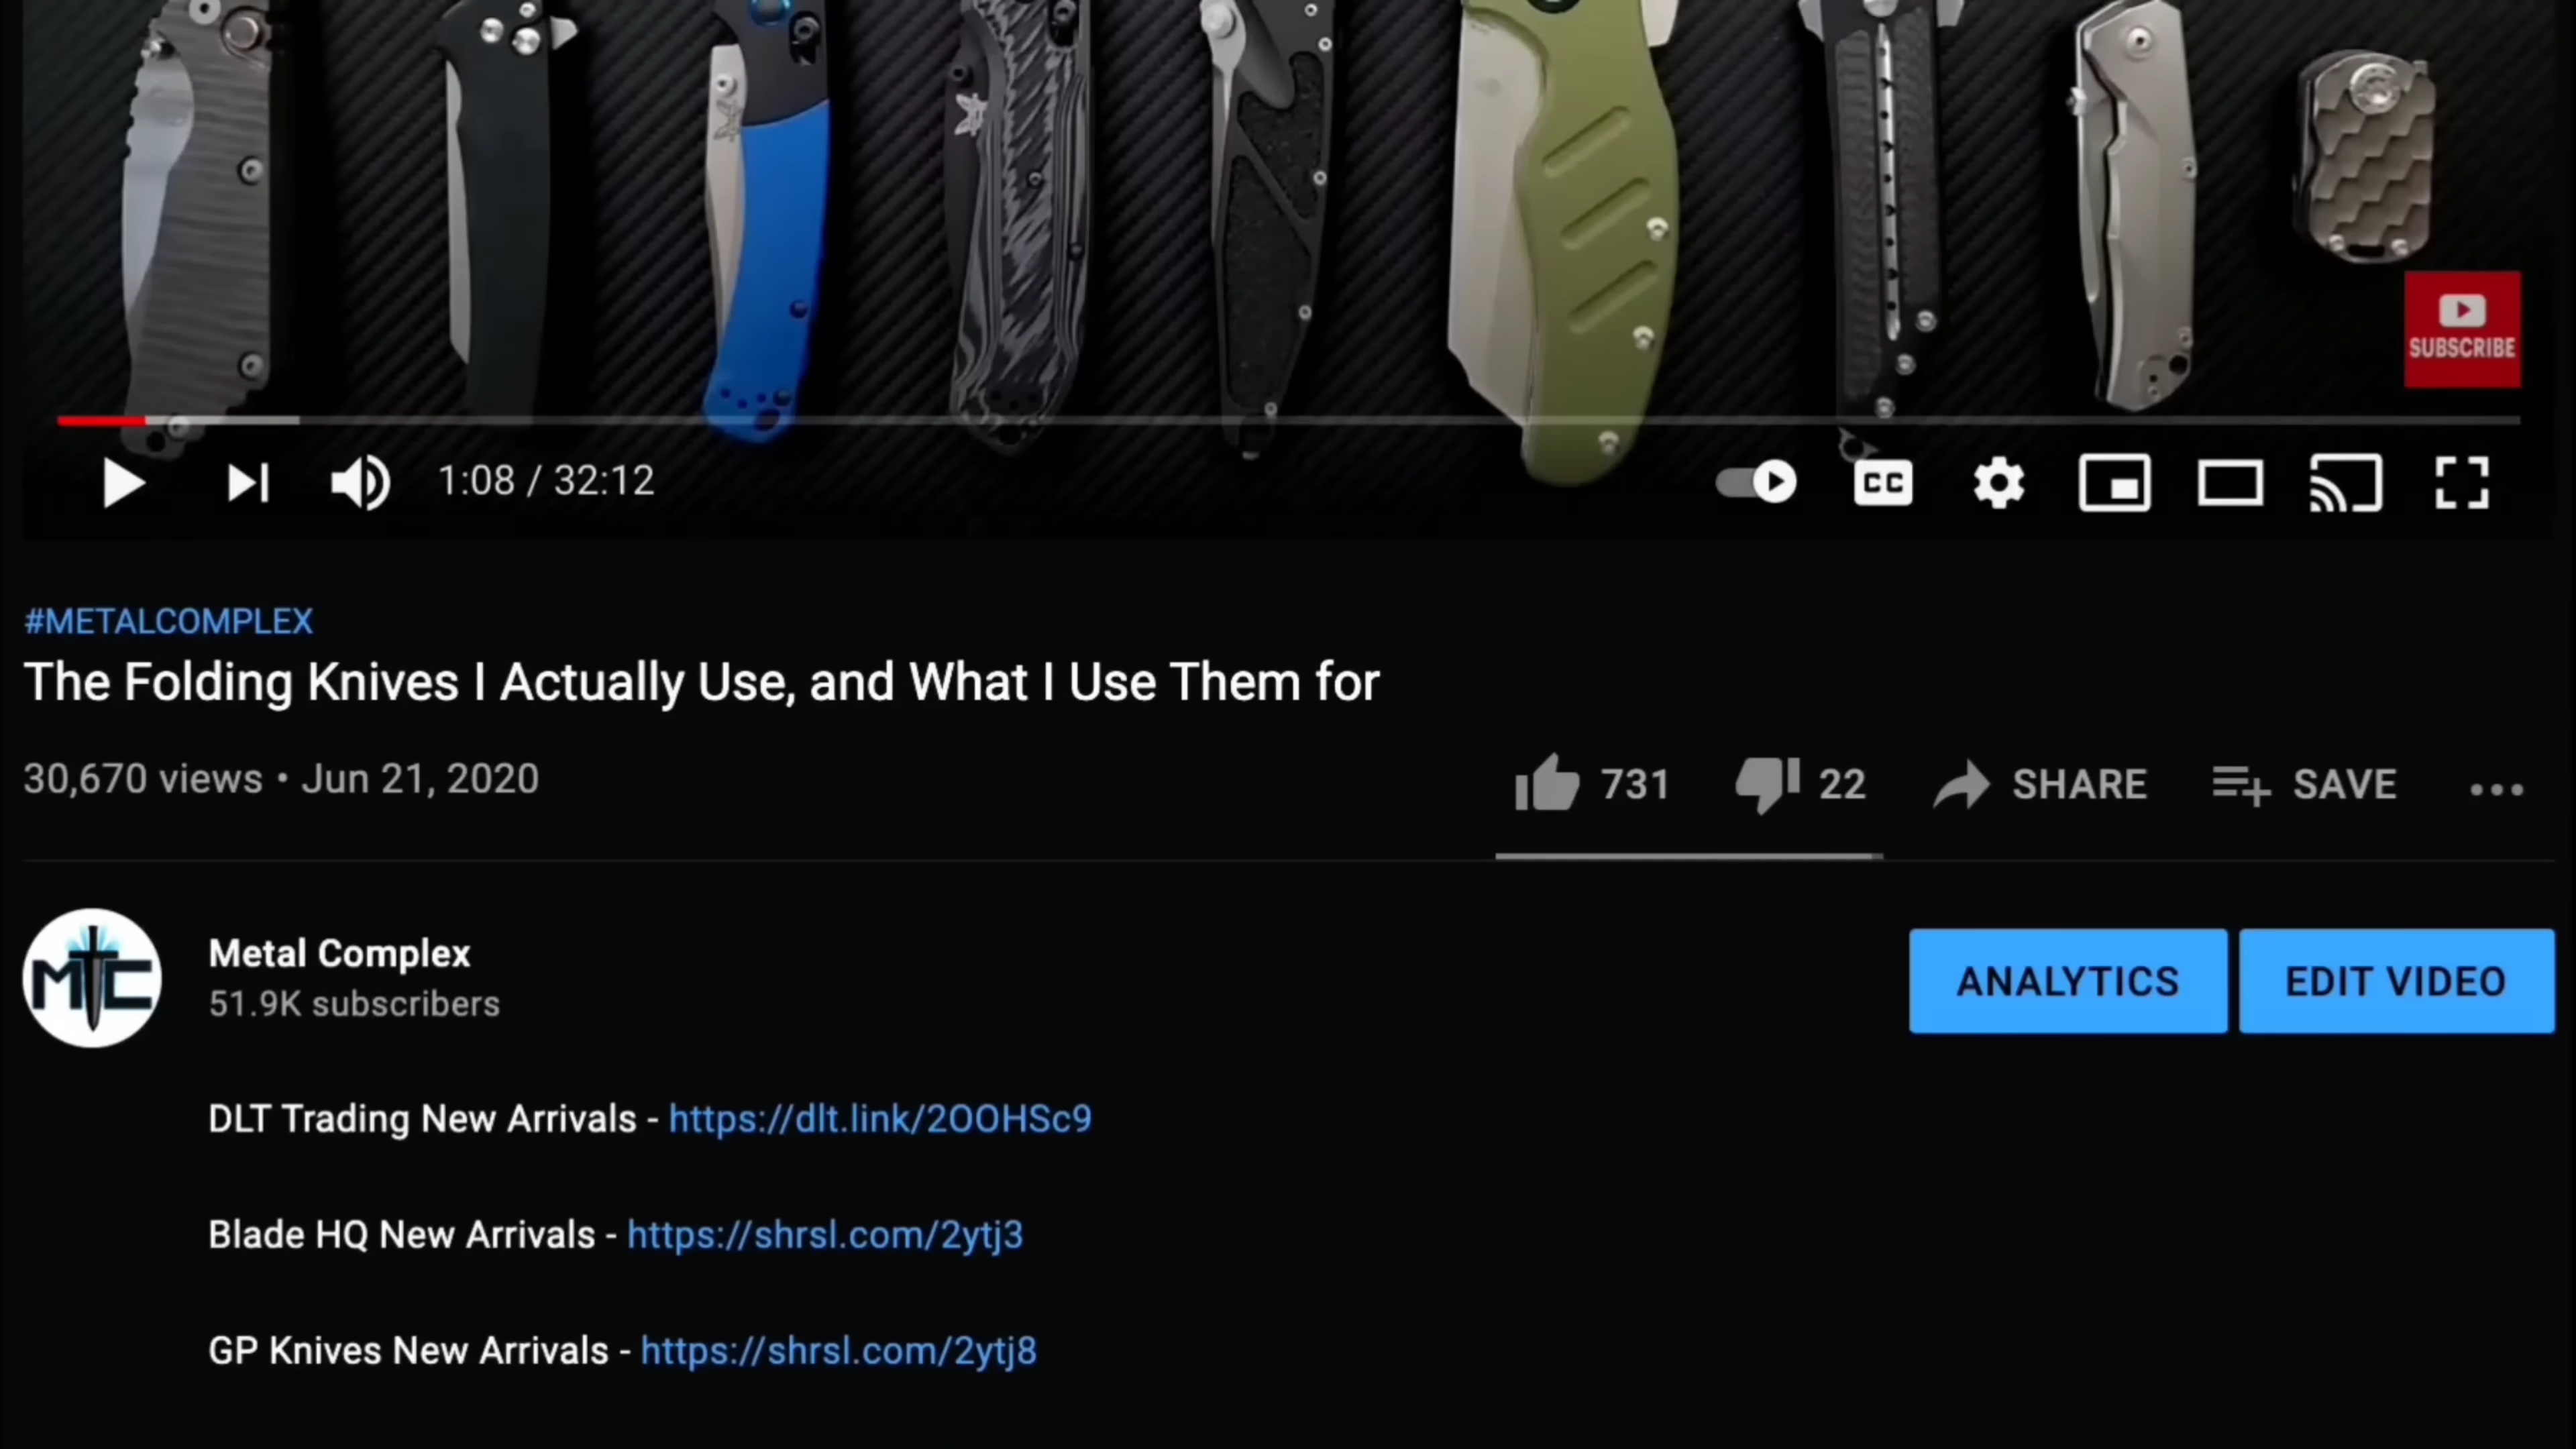 SUBSCRIBE
1:08 / 32:12
CC
#METALCOMPLEX
The Folding Knives I Actually Use, and What I Use Them for
30,670 views • Jun 21, 2020
731 22 SHARE SAVE
MTC
Metal Complex
51.9K subscribers
ANALYTICS EDIT VIDEO
DLT Trading New Arrivals - https://dlt.link/2OOHSc9
Blade HQ New Arrivals - https://shrsl.com/2ytj3
GP Knives New Arrivals - https://shrsl.com/2ytj8